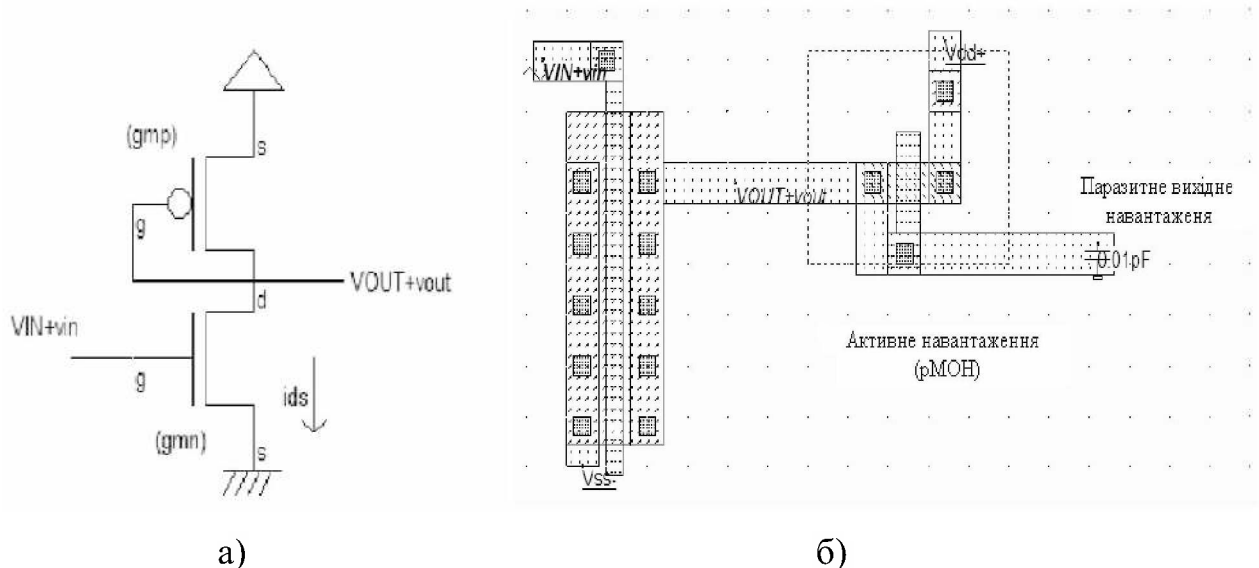 (gmp)
s
g
VOUT+vout
d
VIN+vin
g
ids
(gmn)
s
а)
VIN+vin
Vdd+
VOUT+vout
Паразитне вихідне
навантаженя
0.01pF
Активне навантаження
(рМОН)
Vss-
б)